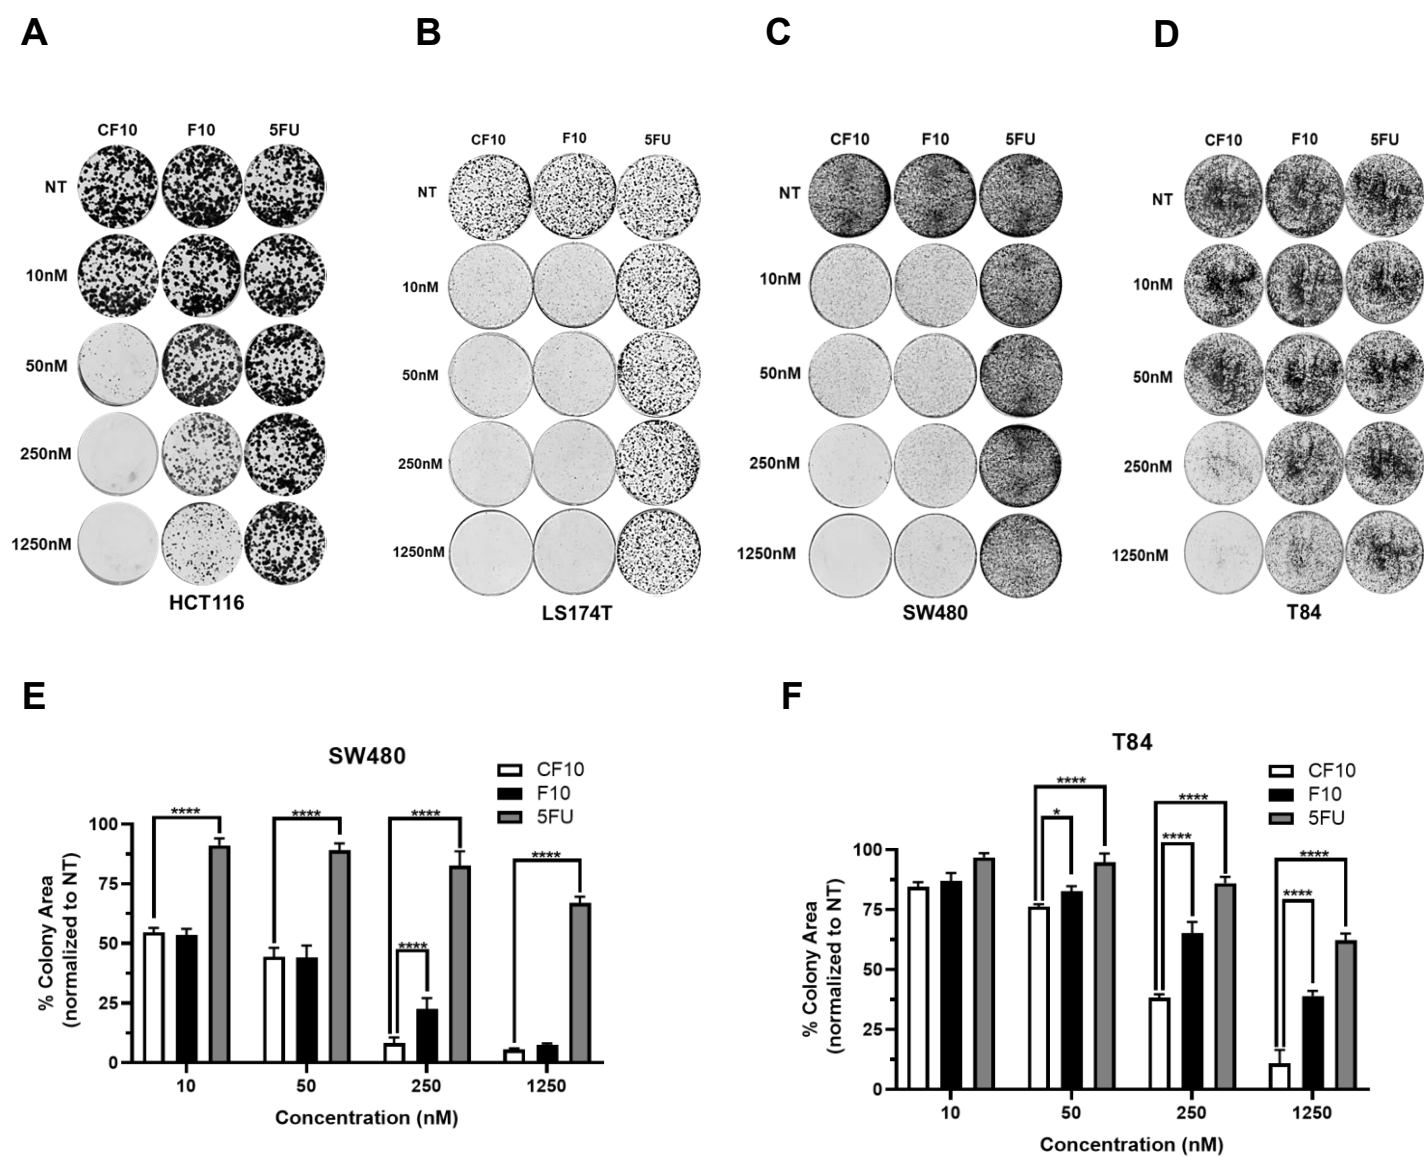 A B C D
CF10 F10 5FU
NT
10nM
50nM
250nM
1250nM
HCT116
CF10 F10 5FU
NT
10nM
50nM
250nM
1250nM
LS174T
CF10 F10 5FU
NT
10nM
50nM
250nM
1250nM
SW480
CF10 F10 5FU
NT
10nM
50nM
250nM
1250nM
T84
E
SW480
CF10
F10
5FU
% Colony Area
(normalized to NT)
100
75
50
25
0
**** **** **** ****
****
10 50 250 1250
Concentration (nM)
F
T84
CF10
F10
5FU
% Colony Area
(normalized to NT)
100
75
50
25
0
**** **** ****
* **** ****
10 50 250 1250
Concentration (nM)